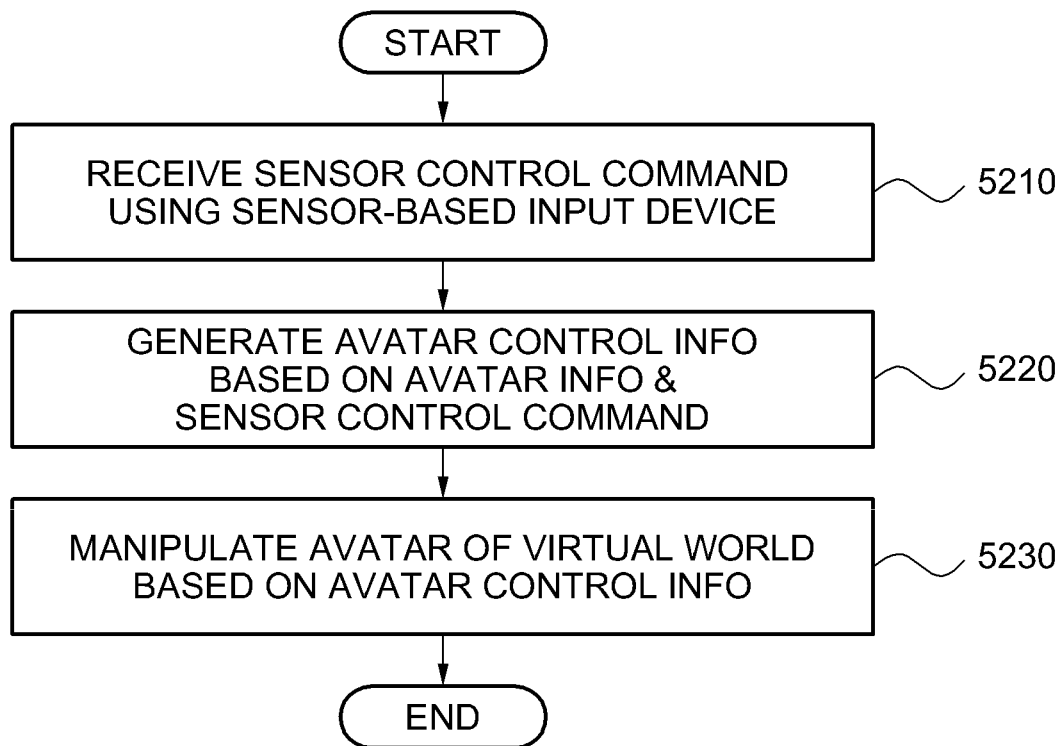 START
RECEIVE SENSOR CONTROL COMMAND
USING SENSOR-BASED INPUT DEVICE
5210
GENERATE AVATAR CONTROL INFO
BASED ON AVATAR INFO &
SENSOR CONTROL COMMAND
5220
MANIPULATE AVATAR OF VIRTUAL WORLD
BASED ON AVATAR CONTROL INFO
5230
END